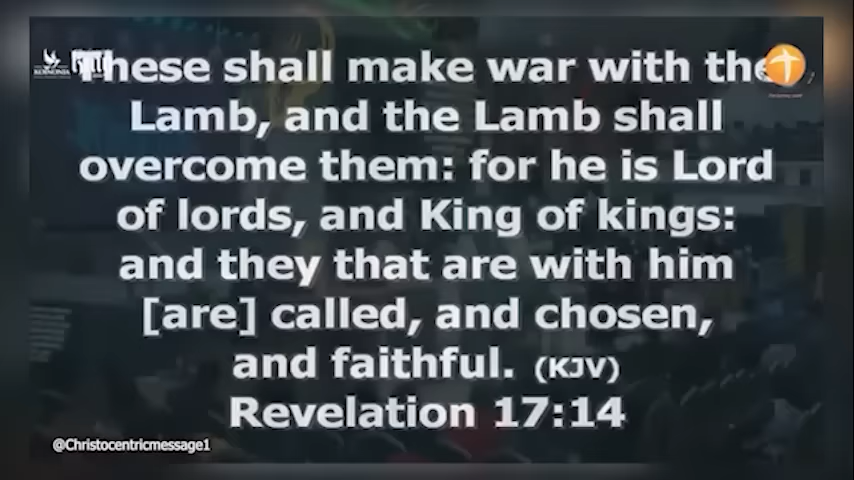 KOINONIA
These shall make war with the
Lamb, and the Lamb shall
overcome them: for he is Lord
of lords, and King of kings:
and they that are with him
[are] called, and chosen,
and faithful. (KJV)
Revelation 17:14
@Christocentricmessage1